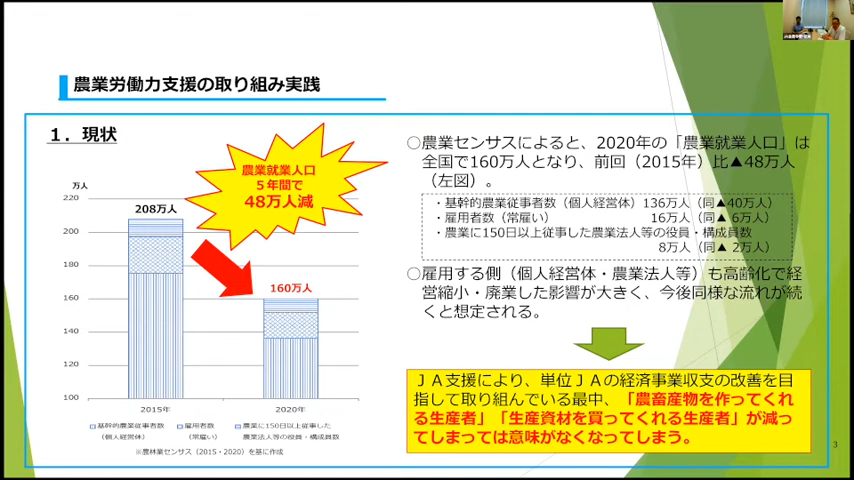 農業労働力支援の取り組み実践
１．現状
農業就業人口
５年間で
48万人減
万人
220
200
180
160
140
120
100
208万人
160万人
2015年
2020年
基幹的農業従事者数
（個人経営体）
雇用者数
（常雇い）
農業に150日以上従事した
農業法人等の役員・構成員数
※農林業センサス（2015・2020）を基に作成
○農業センサスによると、2020年の「農業就業人口」は
全国で160万人となり、前回（2015年）比▲48万人
（左図）。
・基幹的農業従事者数（個人経営体）136万人（同▲40万人）
・雇用者数（常雇い） 16万人（同▲ 6万人）
・農業に150日以上従事した農業法人等の役員・構成員数
8万人（同▲ 2万人）
○雇用する側（個人経営体・農業法人等）も高齢化で経
営縮小・廃業した影響が大きく、今後同様な流れが続
くと想定される。
ＪＡ支援により、単位ＪＡの経済事業収支の改善を目
指して取り組んでいる最中、「農畜産物を作ってくれ
る生産者」「生産資材を買ってくれる生産者」が減っ
てしまっては意味がなくなってしまう。
3